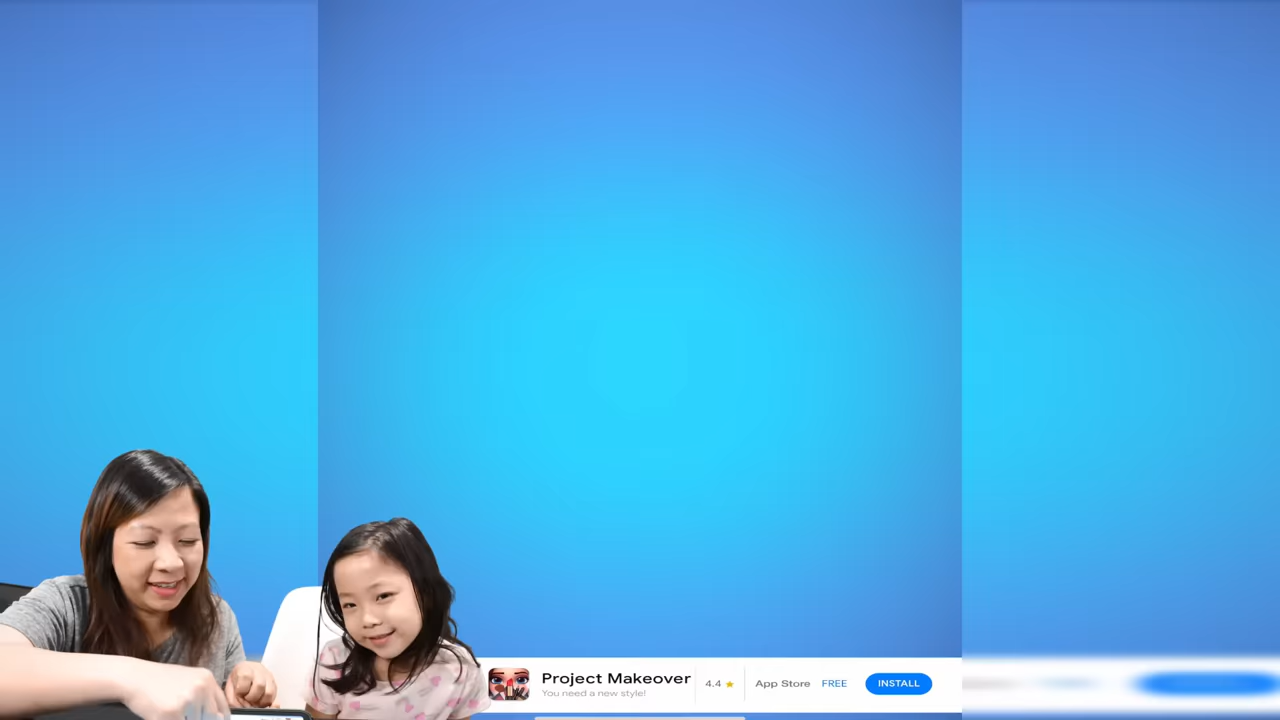 Project Makeover
You need a new style!
4.4
App Store FREE
INSTALL